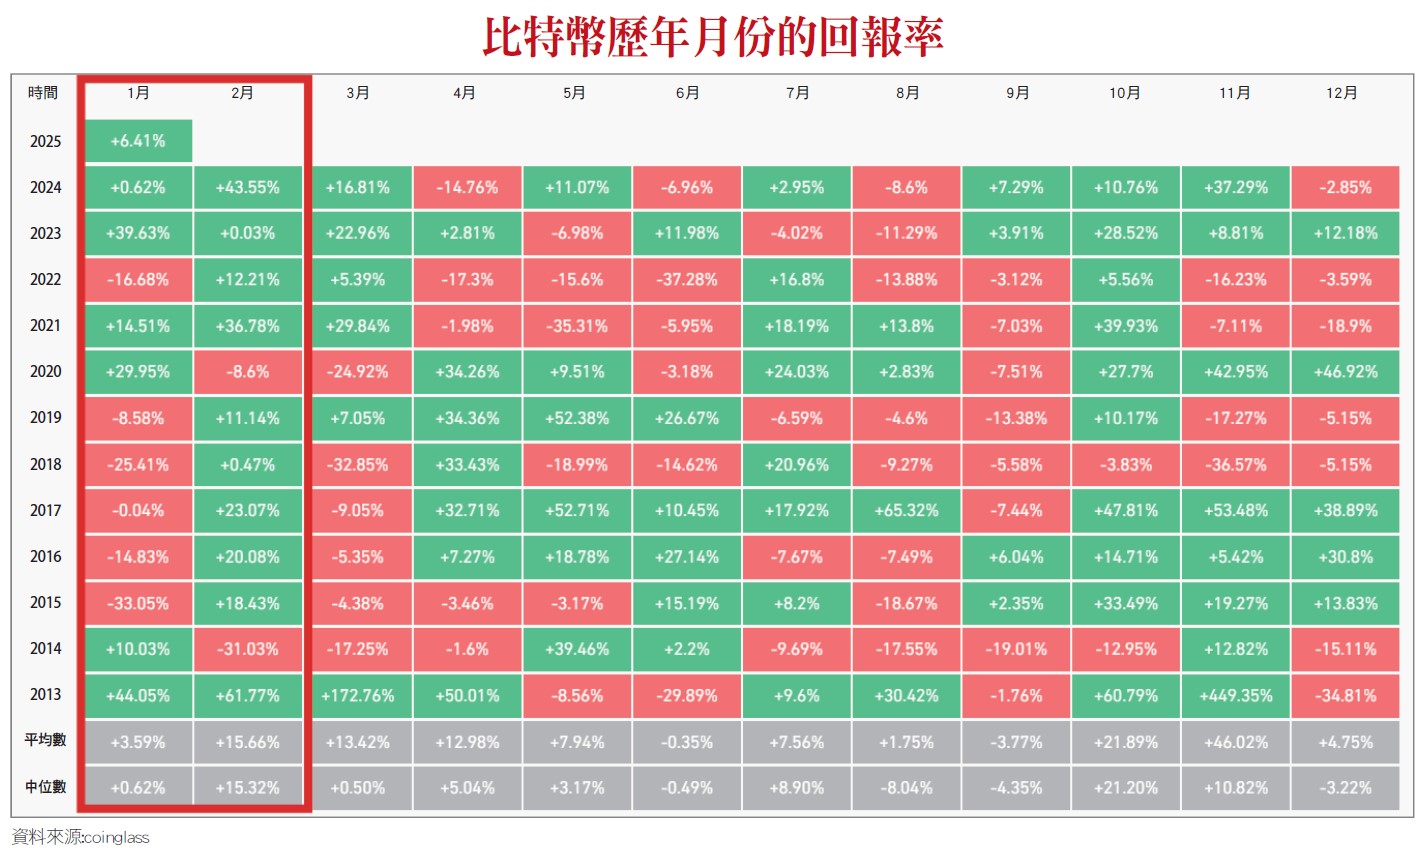 比特幣歷年月份的回報率
時間 1月 2月 3月 4月 5月 6月 7月 8月 9月 10月 11月 12月
2025 +6.41%
2024 +0.62% +43.55% +16.81% -14.76% +11.07% -6.96% +2.95% -8.6% +7.29% +10.76% +37.29% -2.85%
2023 +39.63% +0.03% +22.96% +2.81% -6.98% +11.98% -4.02% -11.29% +3.91% +28.52% +8.81% +12.18%
2022 -16.68% +12.21% +5.39% -17.3% -15.6% -37.28% +16.8% -13.88% -3.12% +5.56% -16.23% -3.59%
2021 +14.51% +36.78% +29.84% -1.98% -35.31% -5.95% +18.19% +13.8% -7.03% +39.93% -7.11% -18.9%
2020 +29.95% -8.6% -24.92% +34.26% +9.51% -3.18% +24.03% +2.83% -7.51% +27.7% +42.95% +46.92%
2019 -8.58% +11.14% +7.05% +34.36% +52.38% +26.67% -6.59% -4.6% -13.38% +10.17% -17.27% -5.15%
2018 -25.41% +0.47% -32.85% +33.43% -18.99% -14.62% +20.96% -9.27% -5.58% -3.83% -36.57% -5.15%
2017 -0.04% +23.07% -9.05% +32.71% +52.71% +10.45% +17.92% +65.32% -7.44% +47.81% +53.48% +38.89%
2016 -14.83% +20.08% -5.35% +7.27% +18.78% +27.14% -7.67% -7.49% +6.04% +14.71% +5.42% +30.8%
2015 -33.05% +18.43% -4.38% -3.46% -3.17% +15.19% +8.2% -18.67% +2.35% +33.49% +19.27% +13.83%
2014 +10.03% -31.03% -17.25% -1.6% +39.46% +2.2% -9.69% -17.55% -19.01% -12.95% +12.82% -15.11%
2013 +44.05% +61.77% +172.76% +50.01% -8.56% -29.89% +9.6% +30.42% -1.76% +60.79% +449.35% -34.81%
平均數 +3.59% +15.66% +13.42% +12.98% +7.94% -0.35% +7.56% +1.75% -3.77% +21.89% +46.02% +4.75%
中位數 +0.62% +15.32% +0.50% +5.04% +3.17% -0.49% +8.90% -8.04% -4.35% +21.20% +10.82% -3.22%
資料來源:coinglass